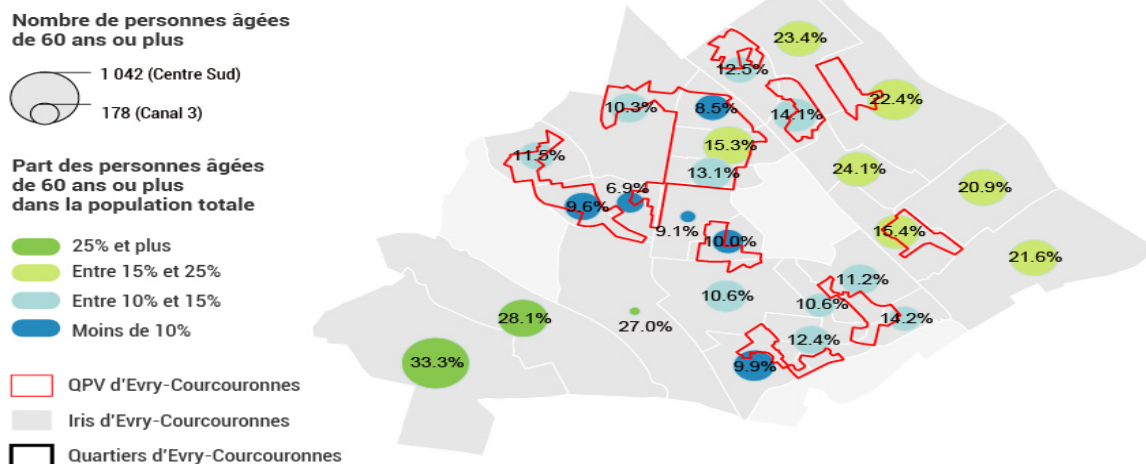 Nombre de personnes âgées
de 60 ans ou plus
1 042 (Centre Sud)
178 (Canal 3)
Part des personnes âgées
de 60 ans ou plus
dans la population totale
25% et plus
Entre 15% et 25%
Entre 10% et 15%
Moins de 10%
QPV d'Evry-Courcouronnes
Iris d'Evry-Courcouronnes
Quartiers d'Evry-Courcouronnes
23.4%
12.5%
22.4%
10.3%
8.5%
14.1%
15.3%
11.5%
13.1%
24.1%
6.9%
20.9%
9.6%
9.1%
15.4%
10.0%
21.6%
11.2%
10.6%
10.6%
28.1%
27.0%
14.2%
12.4%
33.3%
9.9%